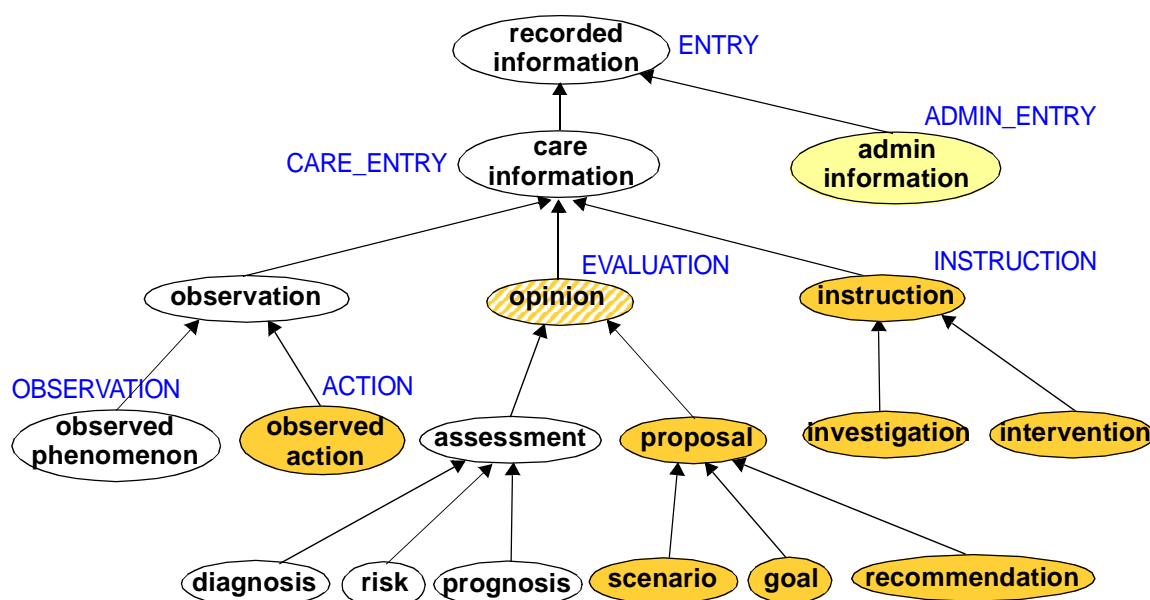 recorded
information
ENTRY
ADMIN_ENTRY
CARE_ENTRY
care
information
admin
information
EVALUATION
INSTRUCTION
observation
opinion
instruction
OBSERVATION
ACTION
observed
phenomenon
observed
action
assessment
proposal
investigation
intervention
diagnosis
risk
prognosis
scenario
goal
recommendation